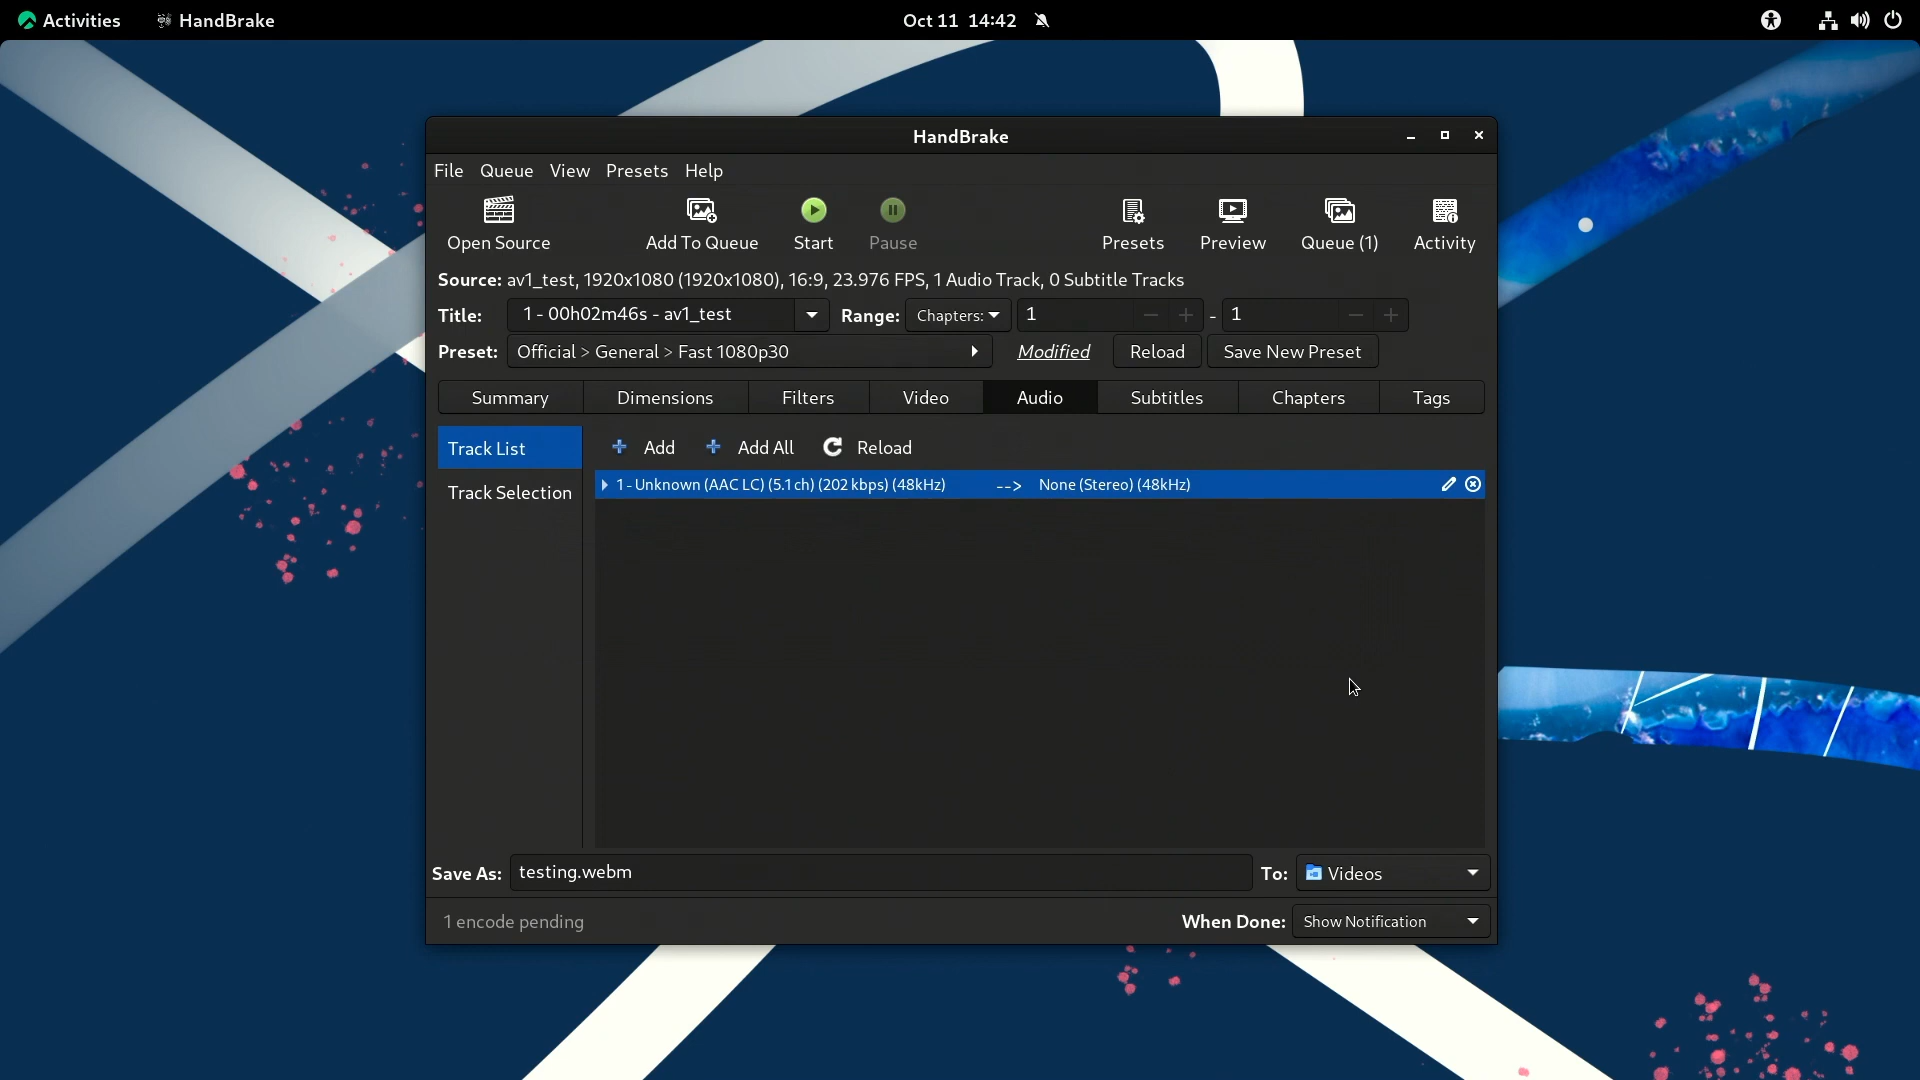 Activities HandBrake Oct 11 14:42
HandBrake
File Queue View Presets Help
Open Source Add To Queue Start Pause Presets Preview Queue (1) Activity
Source: av1_test, 1920x1080 (1920x1080), 16:9, 23.976 FPS, 1 Audio Track, 0 Subtitle Tracks
Title: 1 - 00h02m46s - av1_test Range: Chapters: 1 - 1
Preset: Official > General > Fast 1080p30 Modified Reload Save New Preset
Summary Dimensions Filters Video Audio Subtitles Chapters Tags
Track List Add Add All Reload
1 - Unknown (AAC LC) (5.1 ch) (202 kbps) (48kHz) --> None (Stereo) (48kHz)
Track Selection
Save As: testing.webm To: Videos
1 encode pending When Done: Show Notification